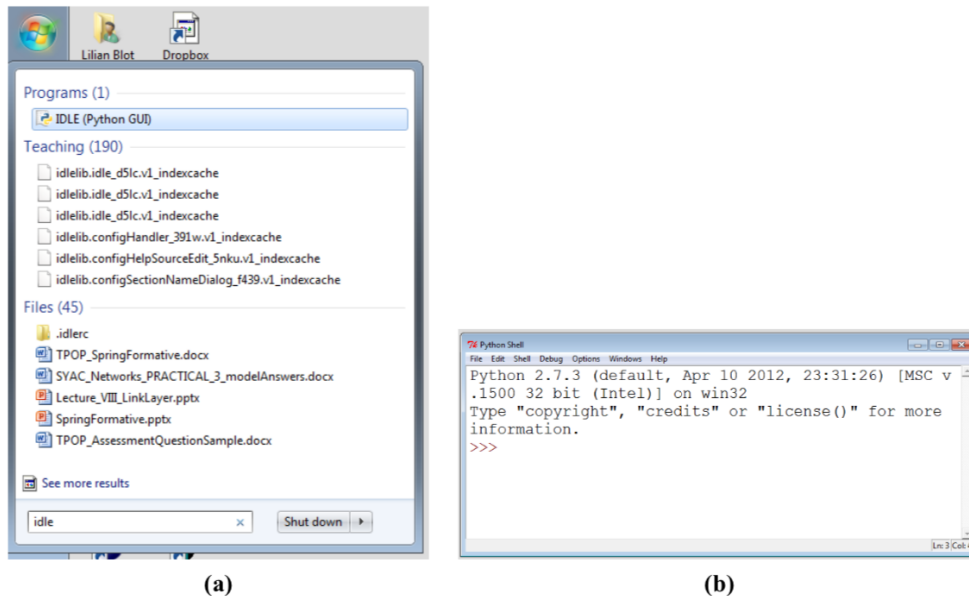 Lilian Blot
Dropbox
Programs (1)
IDLE (Python GUI)
Teaching (190)
idlelib.idle_d5lc.v1_indexcache
idlelib.idle_d5lc.v1_indexcache
idlelib.idle_d5lc.v1_indexcache
idlelib.configHandler_391w.v1_indexcache
idlelib.configHelpSourceEdit_5nku.v1_indexcache
idlelib.configSectionNameDialog_f439.v1_indexcache
Files (45)
.idlerc
TPOP_SpringFormative.docx
SYAC_Networks_PRACTICAL_3_modelAnswers.docx
Lecture_VIII_LinkLayer.pptx
SpringFormative.pptx
TPOP_AssessmentQuestionSample.docx
See more results
idle
Shut down
(a)
Python Shell
File Edit Shell Debug Options Windows Help
Python 2.7.3 (default, Apr 10 2012, 23:31:26) [MSC v
.1500 32 bit (Intel)] on win32
Type "copyright", "credits" or "license()" for more
information.
>>>
Ln: 3 Col:
(b)